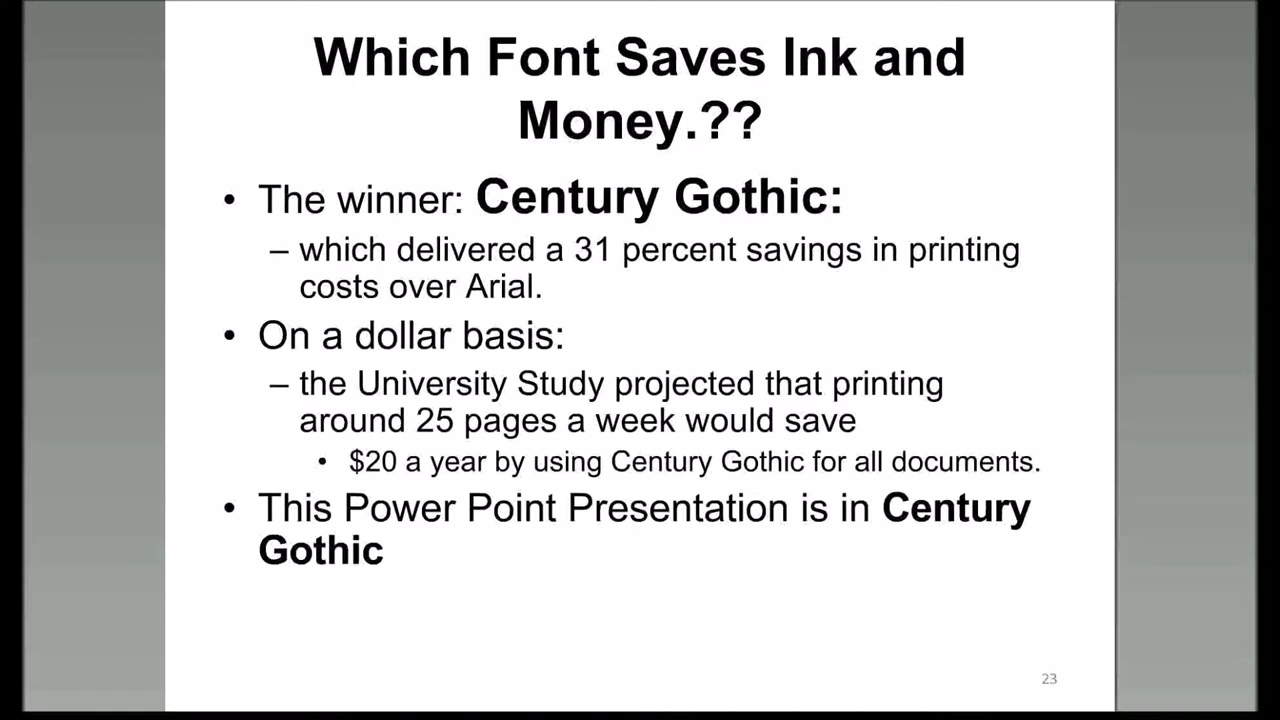 Which Font Saves Ink and
Money.??
• The winner: Century Gothic:
– which delivered a 31 percent savings in printing
costs over Arial.
• On a dollar basis:
– the University Study projected that printing
around 25 pages a week would save
• $20 a year by using Century Gothic for all documents.
• This Power Point Presentation is in Century
Gothic
23